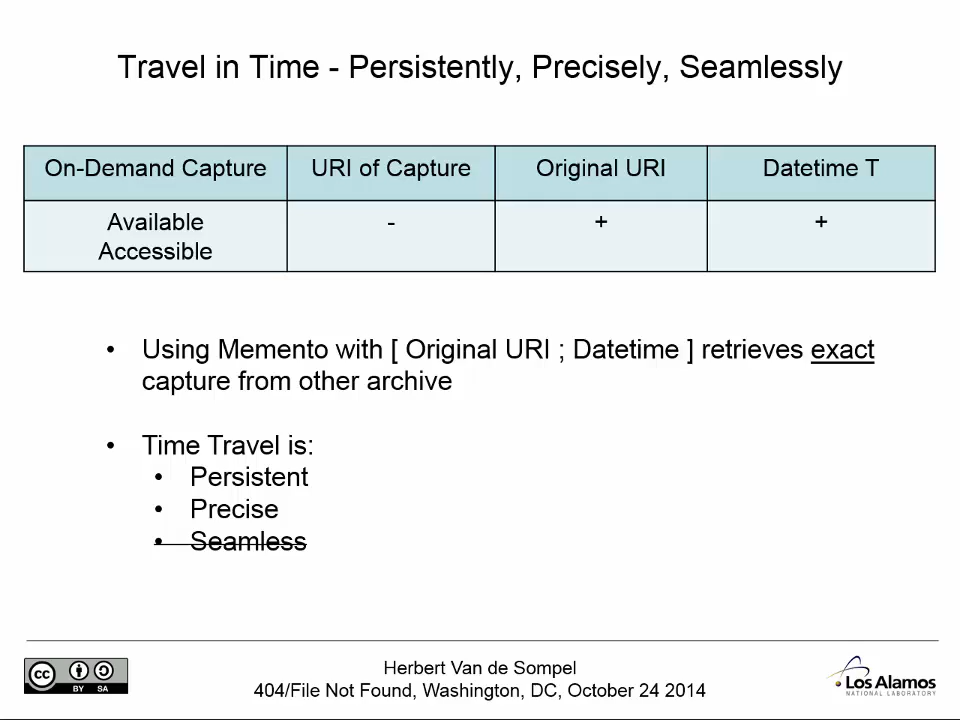 Travel in Time - Persistently, Precisely, Seamlessly
On-Demand Capture URI of Capture Original URI Datetime T
Available - + +
Accessible
• Using Memento with [ Original URI ; Datetime ] retrieves exact
capture from other archive
• Time Travel is:
• Persistent
• Precise
• Seamless
Herbert Van de Sompel
404/File Not Found, Washington, DC, October 24 2014
cc BY SA
Los Alamos
NATIONAL LABORATORY